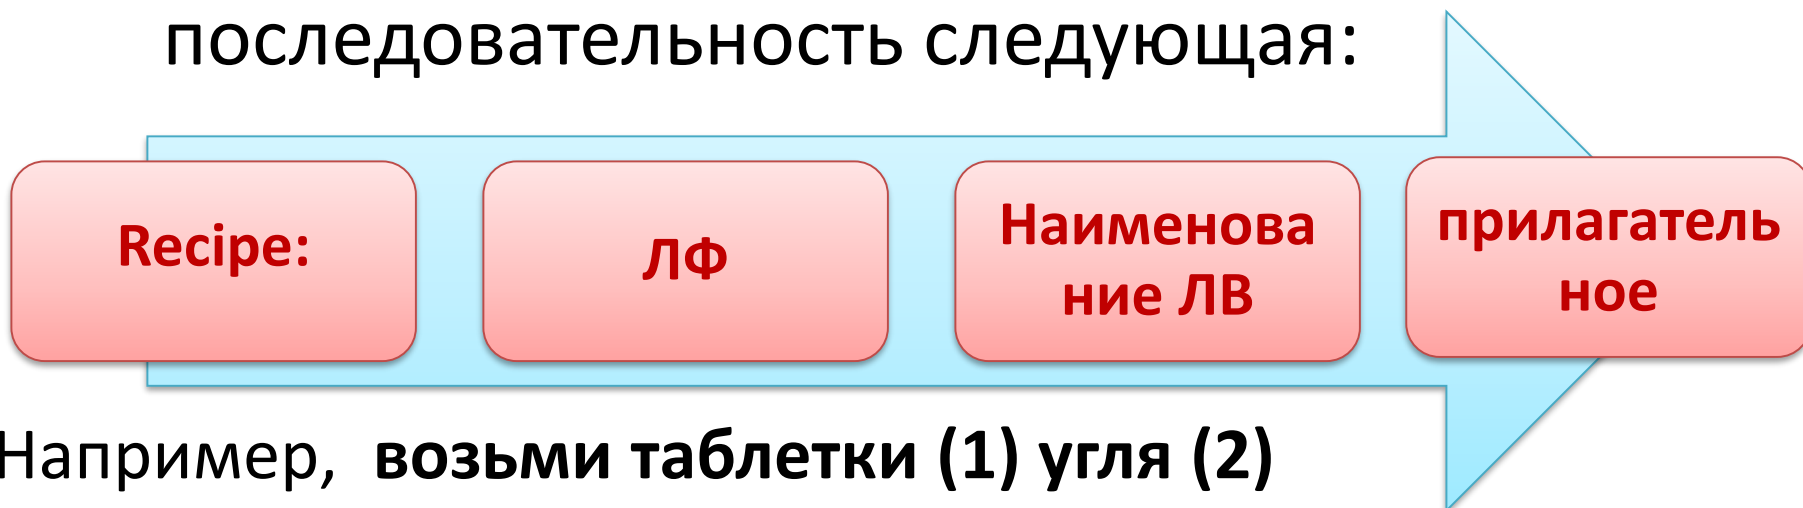 последовательность следующая:
Recipe:
ЛФ
Наименова
ние ЛВ
прилагатель
ное
Например, возьми таблетки (1) угля (2)